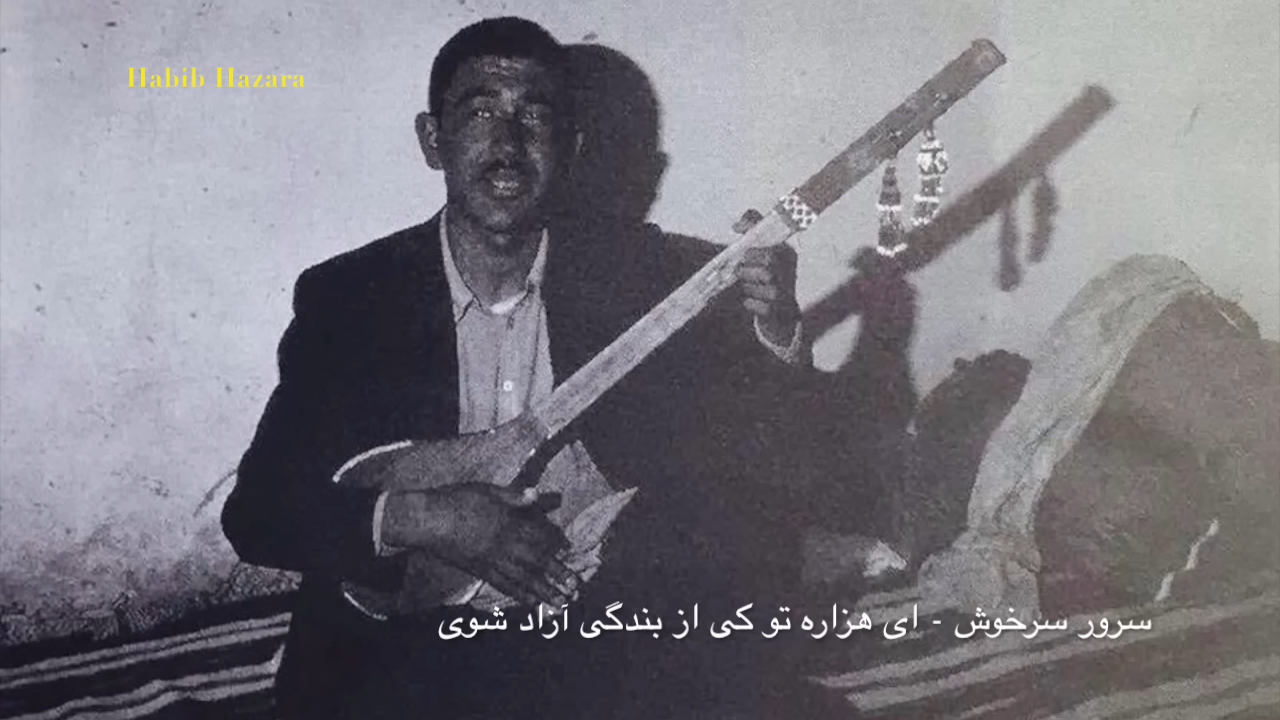 Habib Hazara
سرور سرخوش - ای هزاره تو کی از بندگی آزاد شوی